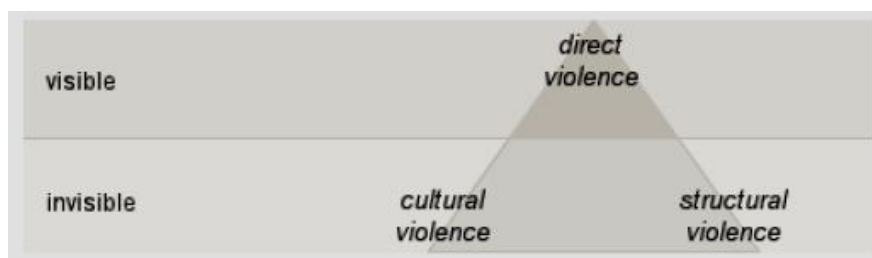 direct
violence
visible
invisible
cultural
violence
structural
violence